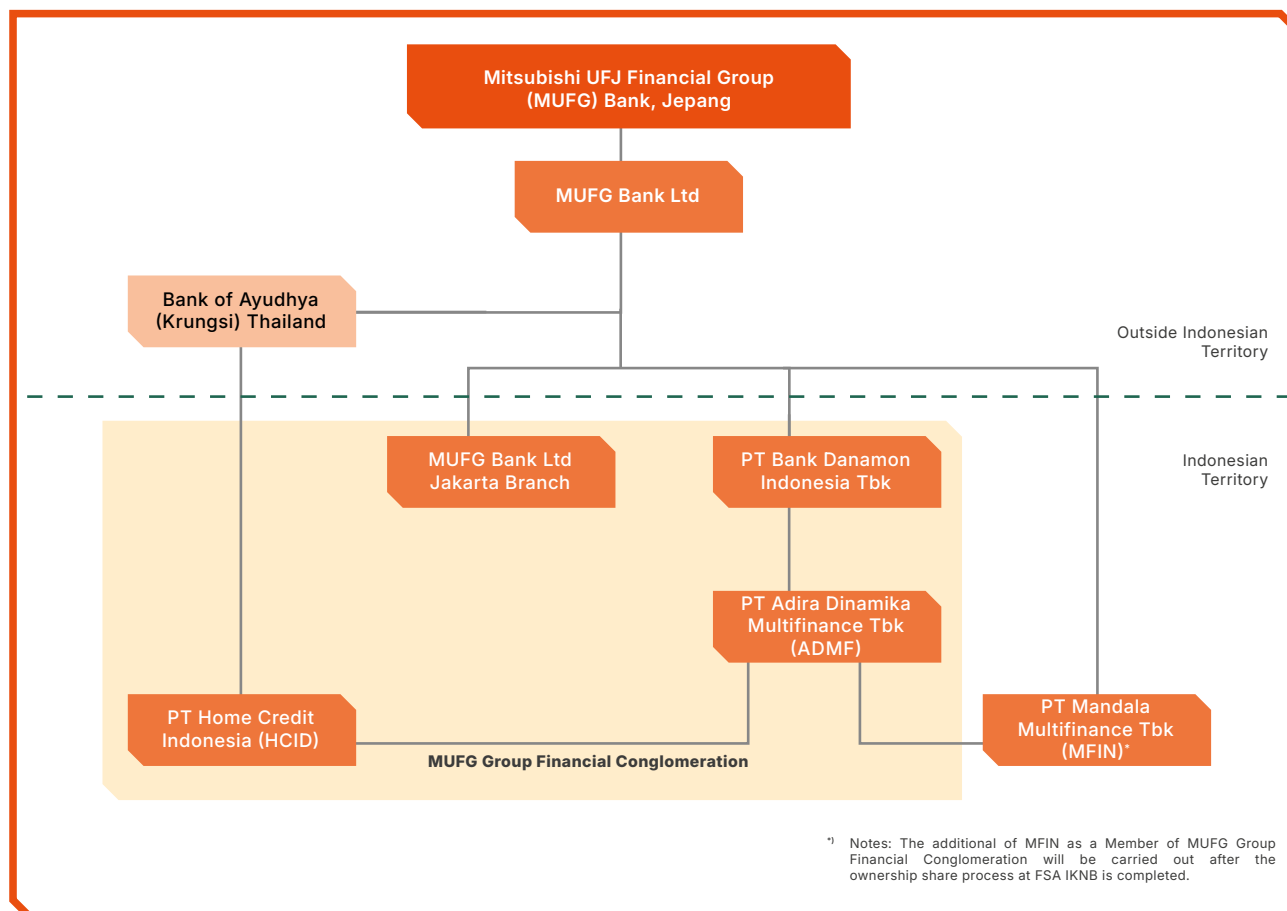 Mitsubishi UFJ Financial Group
(MUFG) Bank, Jepang
MUFG Bank Ltd
Bank of Ayudhya
(Krungsi) Thailand
Outside Indonesian
Territory
MUFG Bank Ltd
Jakarta Branch
PT Bank Danamon
Indonesia Tbk
Indonesian
Territory
PT Adira Dinamika
Multifinance Tbk
(ADMF)
PT Home Credit
Indonesia (HCID)
PT Mandala
Multifinance Tbk
(MFIN)*
MUFG Group Financial Conglomeration
*) Notes: The additional of MFIN as a Member of MUFG Group
Financial Conglomeration will be carried out after the
ownership share process at FSA IKNB is completed.